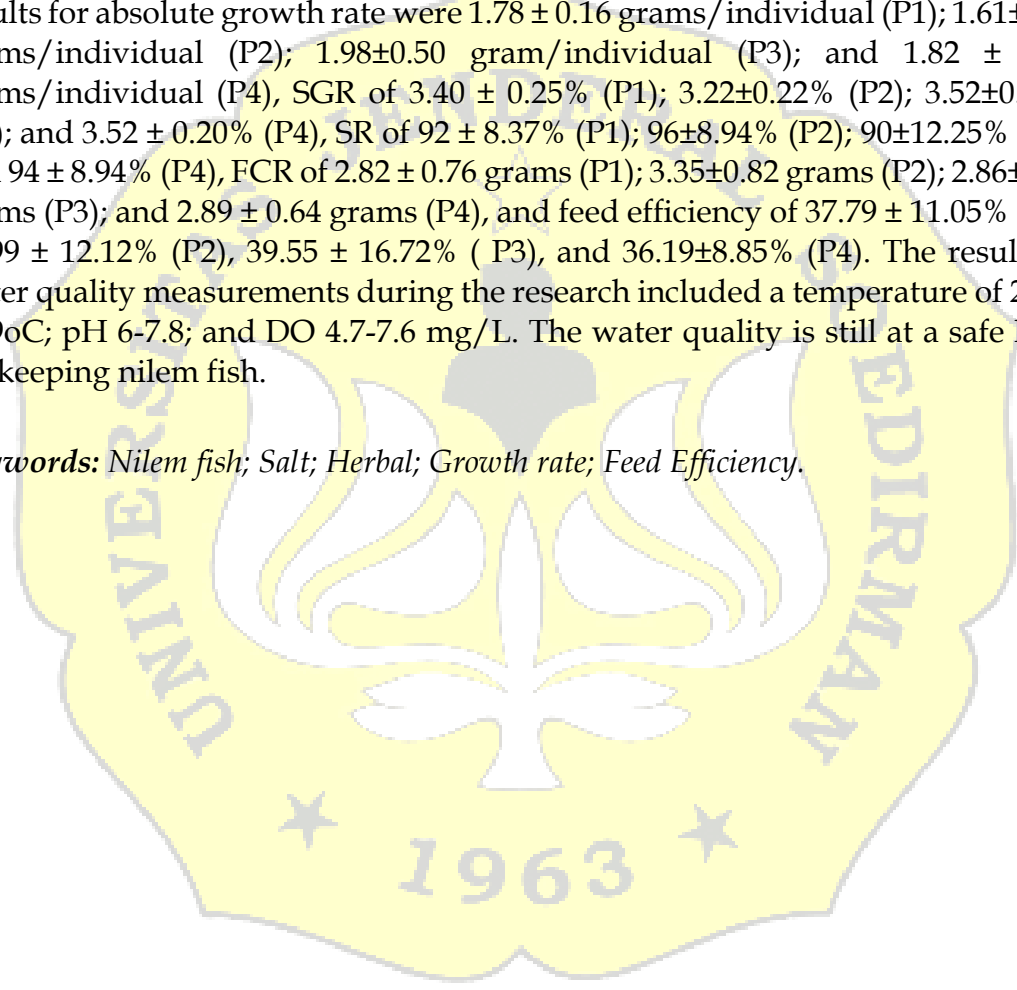 ults for absolute growth rate were 1.78 ± 0.16 grams/individual (P1); 1.61±
ms/individual (P2); 1.98±0.50 gram/individual (P3); and 1.82 ±
ms/individual (P4), SGR of 3.40 ± 0.25% (P1); 3.22±0.22% (P2); 3.52±0.
); and 3.52 ± 0.20% (P4), SR of 92 ± 8.37% (P1); 96±8.94% (P2); 90±12.25%
94 ± 8.94% (P4), FCR of 2.82 ± 0.76 grams (P1); 3.35±0.82 grams (P2); 2.86±
ms (P3); and 2.89 ± 0.64 grams (P4), and feed efficiency of 37.79 ± 11.05%
99 ± 12.12% (P2), 39.55 ± 16.72% ( P3), and 36.19±8.85% (P4). The resul
er quality measurements during the research included a temperature of 2
oC; pH 6-7.8; and DO 4.7-7.6 mg/L. The water quality is still at a safe
keeping nilem fish.
words: Nilem fish; Salt; Herbal; Growth rate; Feed Efficiency.
UNIVERSITAS JENDERAL SOEDIRMAN
1963